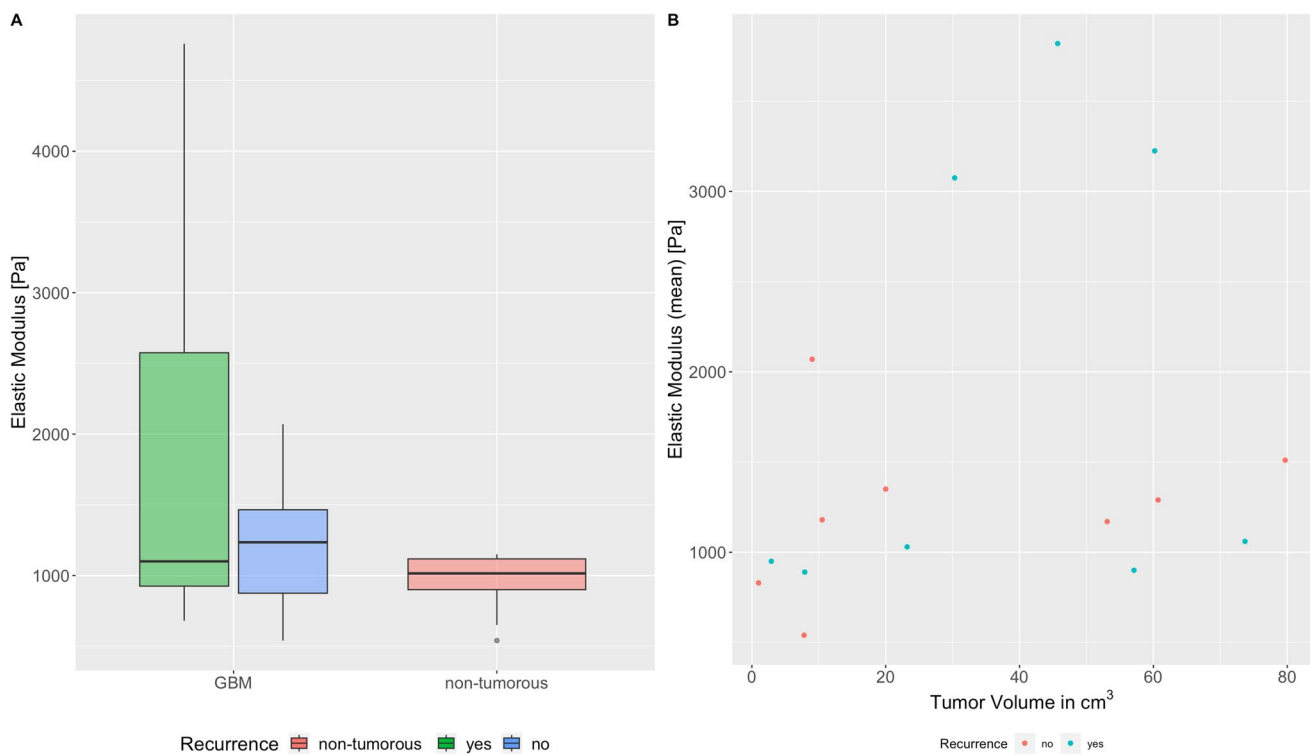 A
Elastic Modulus [Pa]
4000
3000
2000
1000
GBM
non-tumorous
Recurrence non-tumorous yes no
B
Elastic Modulus (mean) [Pa]
3000
2000
1000
0 20 40 60 80
Tumor Volume in cm³
Recurrence no yes